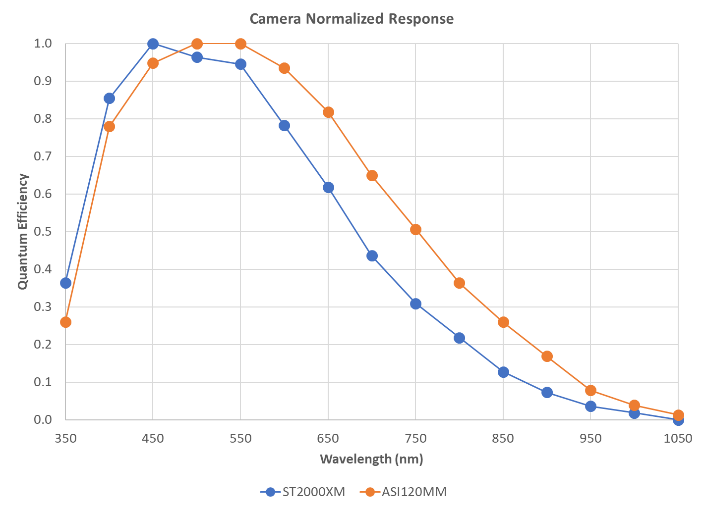 Camera Normalized Response
1.0
0.9
0.8
0.7
0.6
0.5
0.4
0.3
0.2
0.1
0.0
Quantum Efficiency
350 450 550 650 750 850 950 1050
Wavelength (nm)
ST2000XM ASI120MM